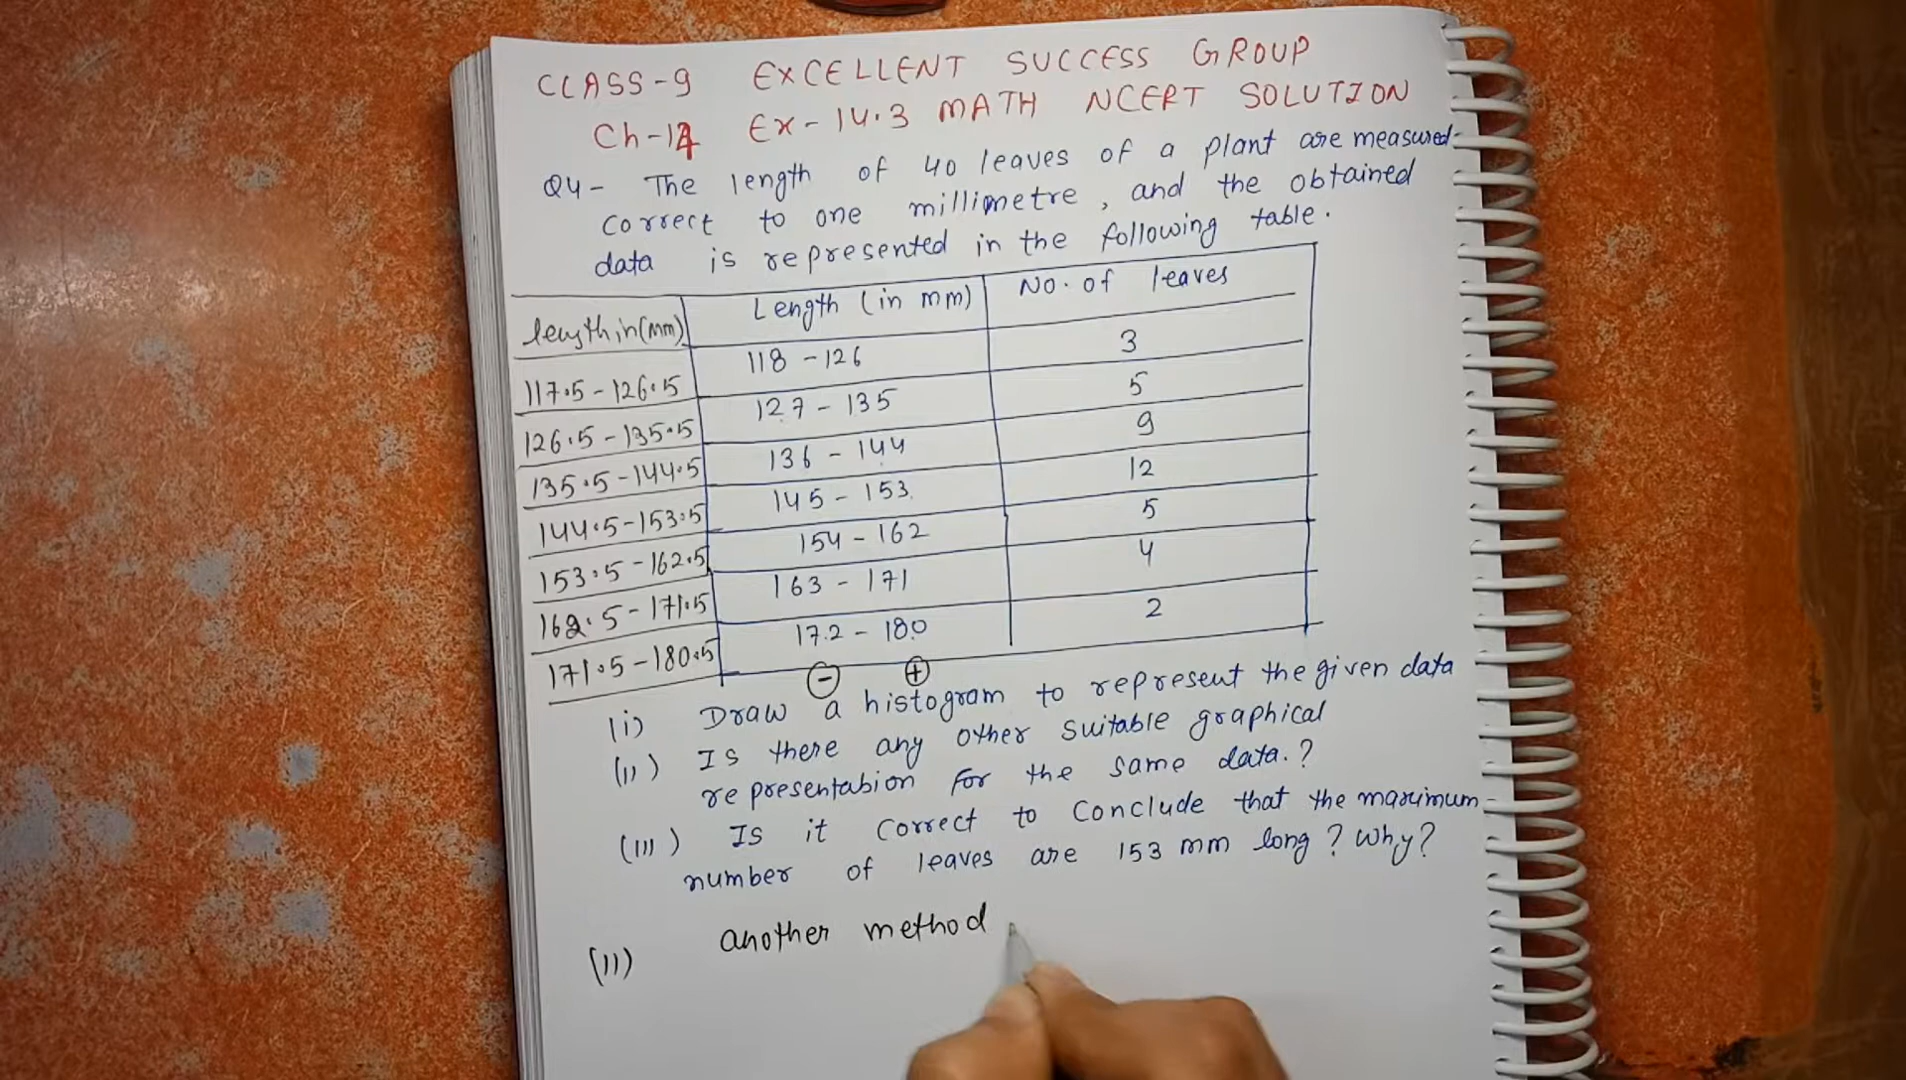 CLASS-9 EXCELLENT SUCCESS GROUP
Ch-14 Ex-14.3 MATH NCERT SOLUTION
Q4- The length of 40 leaves of a plant are measured-
correct to one millimetre, and the obtained
data is represented in the following table.
length in (mm) Length (in mm) No. of leaves
117.5-126.5 118-126 3
126.5-135.5 127-135 5
135.5-144.5 136-144 9
144.5-153.5 145-153 12
153.5-162.5 154-162 5
162.5-171.5 163-171 4
171.5-180.5 172-180 2
- +
(i) Draw a histogram to represent the given data
(ii) Is there any other suitable graphical
representation for the same data.?
(iii) Is it correct to conclude that the maximum-
number of leaves are 153 mm long? Why?
(ii) another method